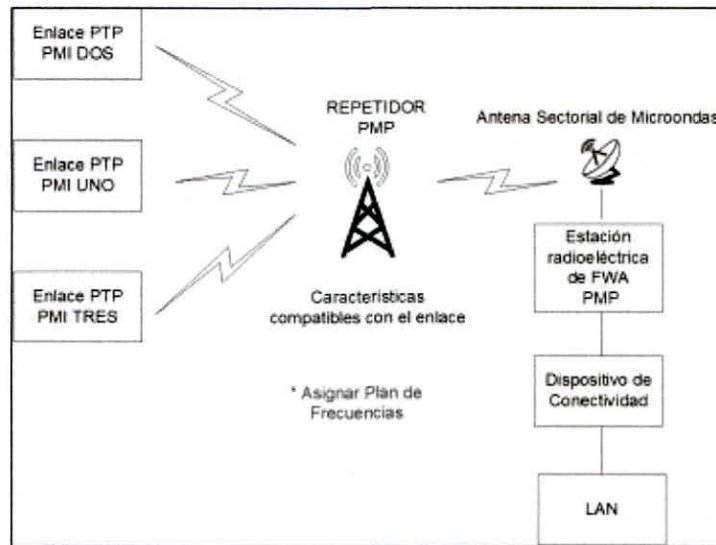 Enlace PTP
PMI DOS
Enlace PTP
PMI UNO
Enlace PTP
PMI TRES
REPETIDOR
PMP
Características
compatibles con el enlace
* Asignar Plan de
Frecuencias
Antena Sectorial de Microondas
Estación
radioeléctrica
de FWA
PMP
Dispositivo de
Conectividad
LAN